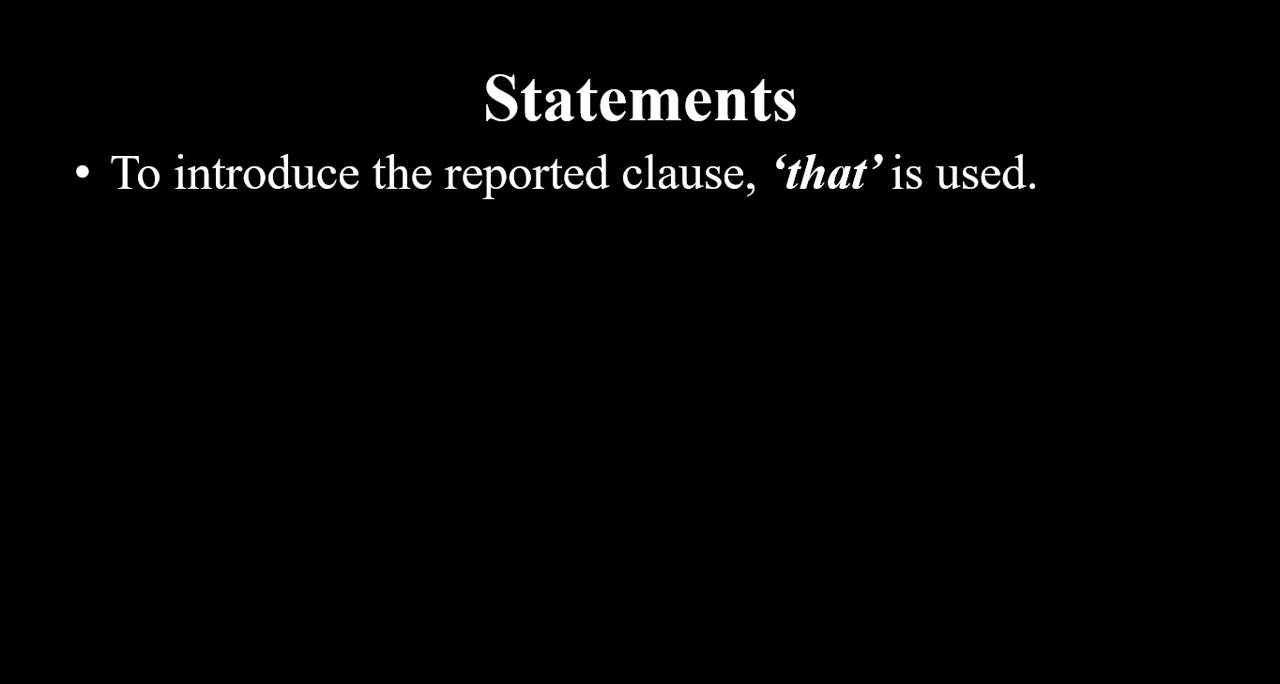 Statements
• To introduce the reported clause, ‘that’ is used.